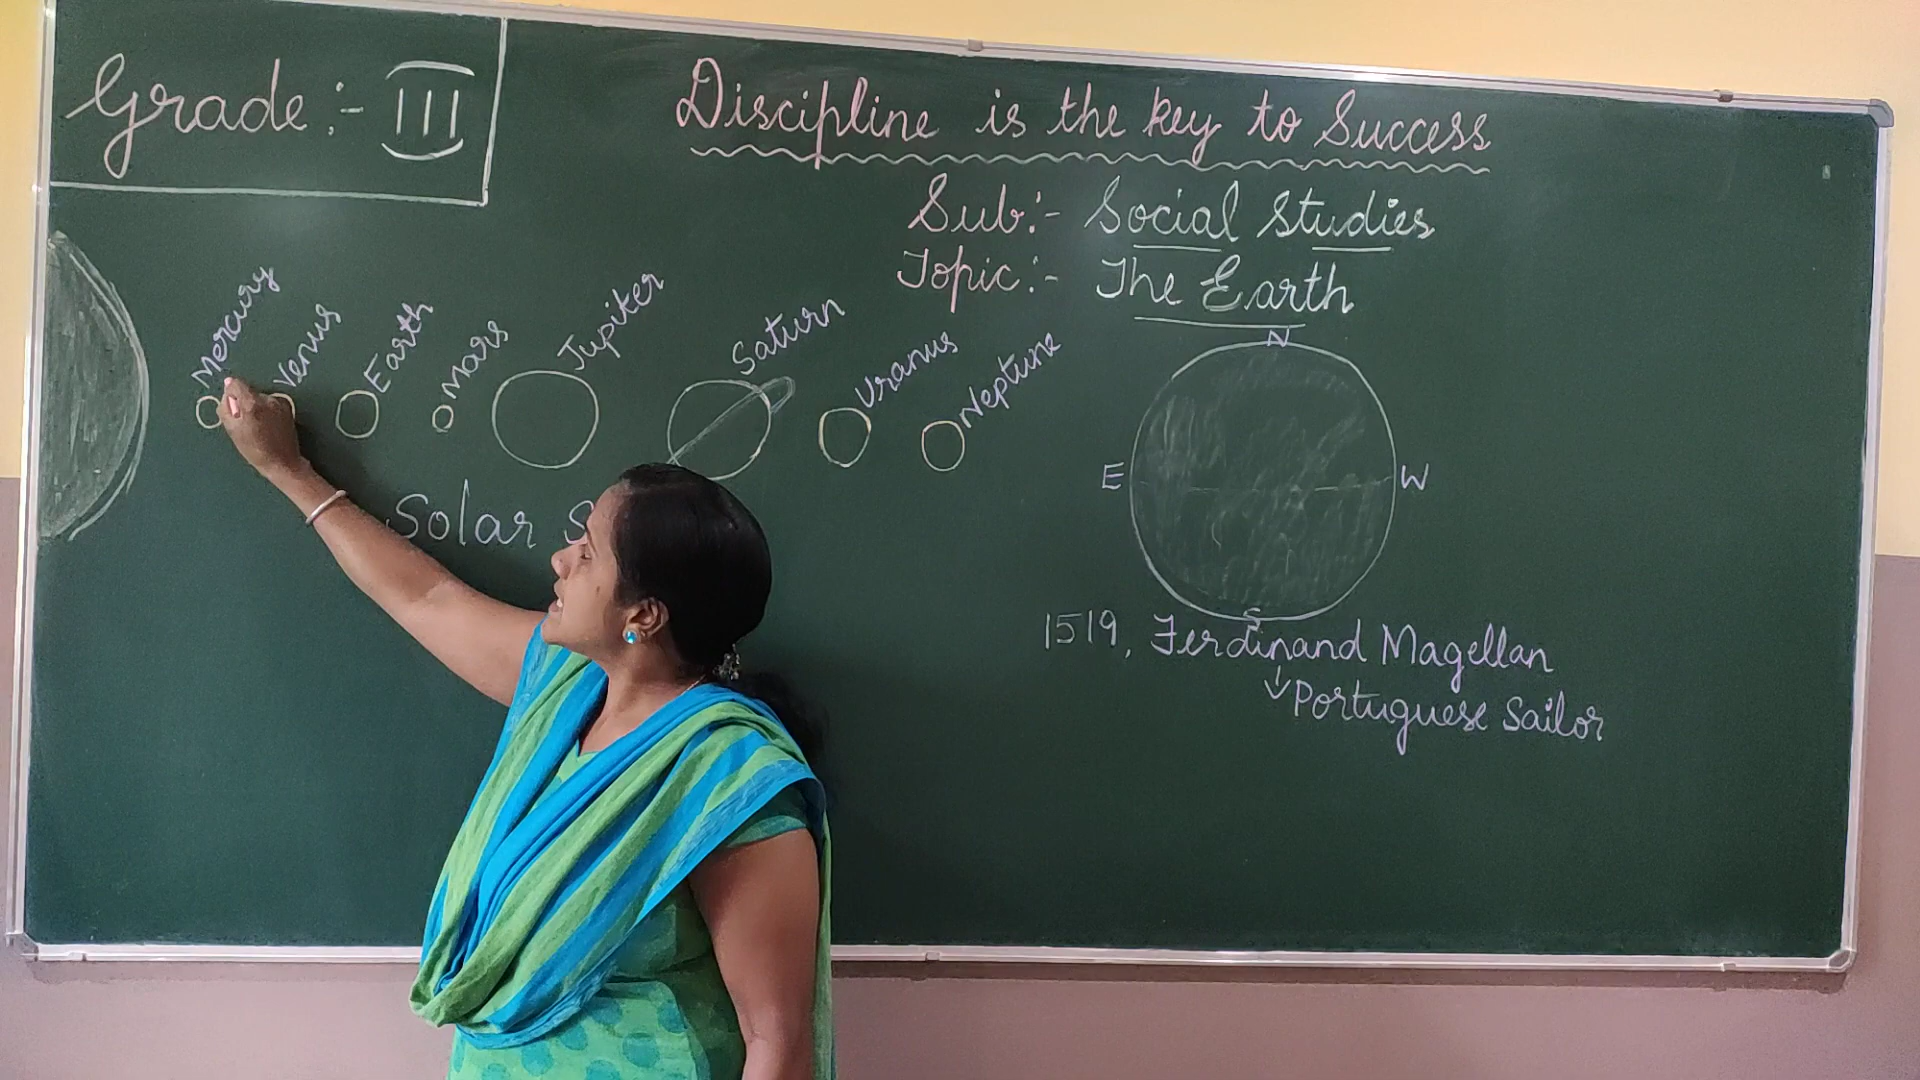 Grade:- III
Discipline is the key to Success
Sub:- Social Studies
Topic:- The Earth
Mercury
Venus
Earth
Mars
Jupiter
Saturn
Uranus
Neptune
Solar S
N
E
W
S
1519, Ferdinand Magellan
Portuguese Sailor